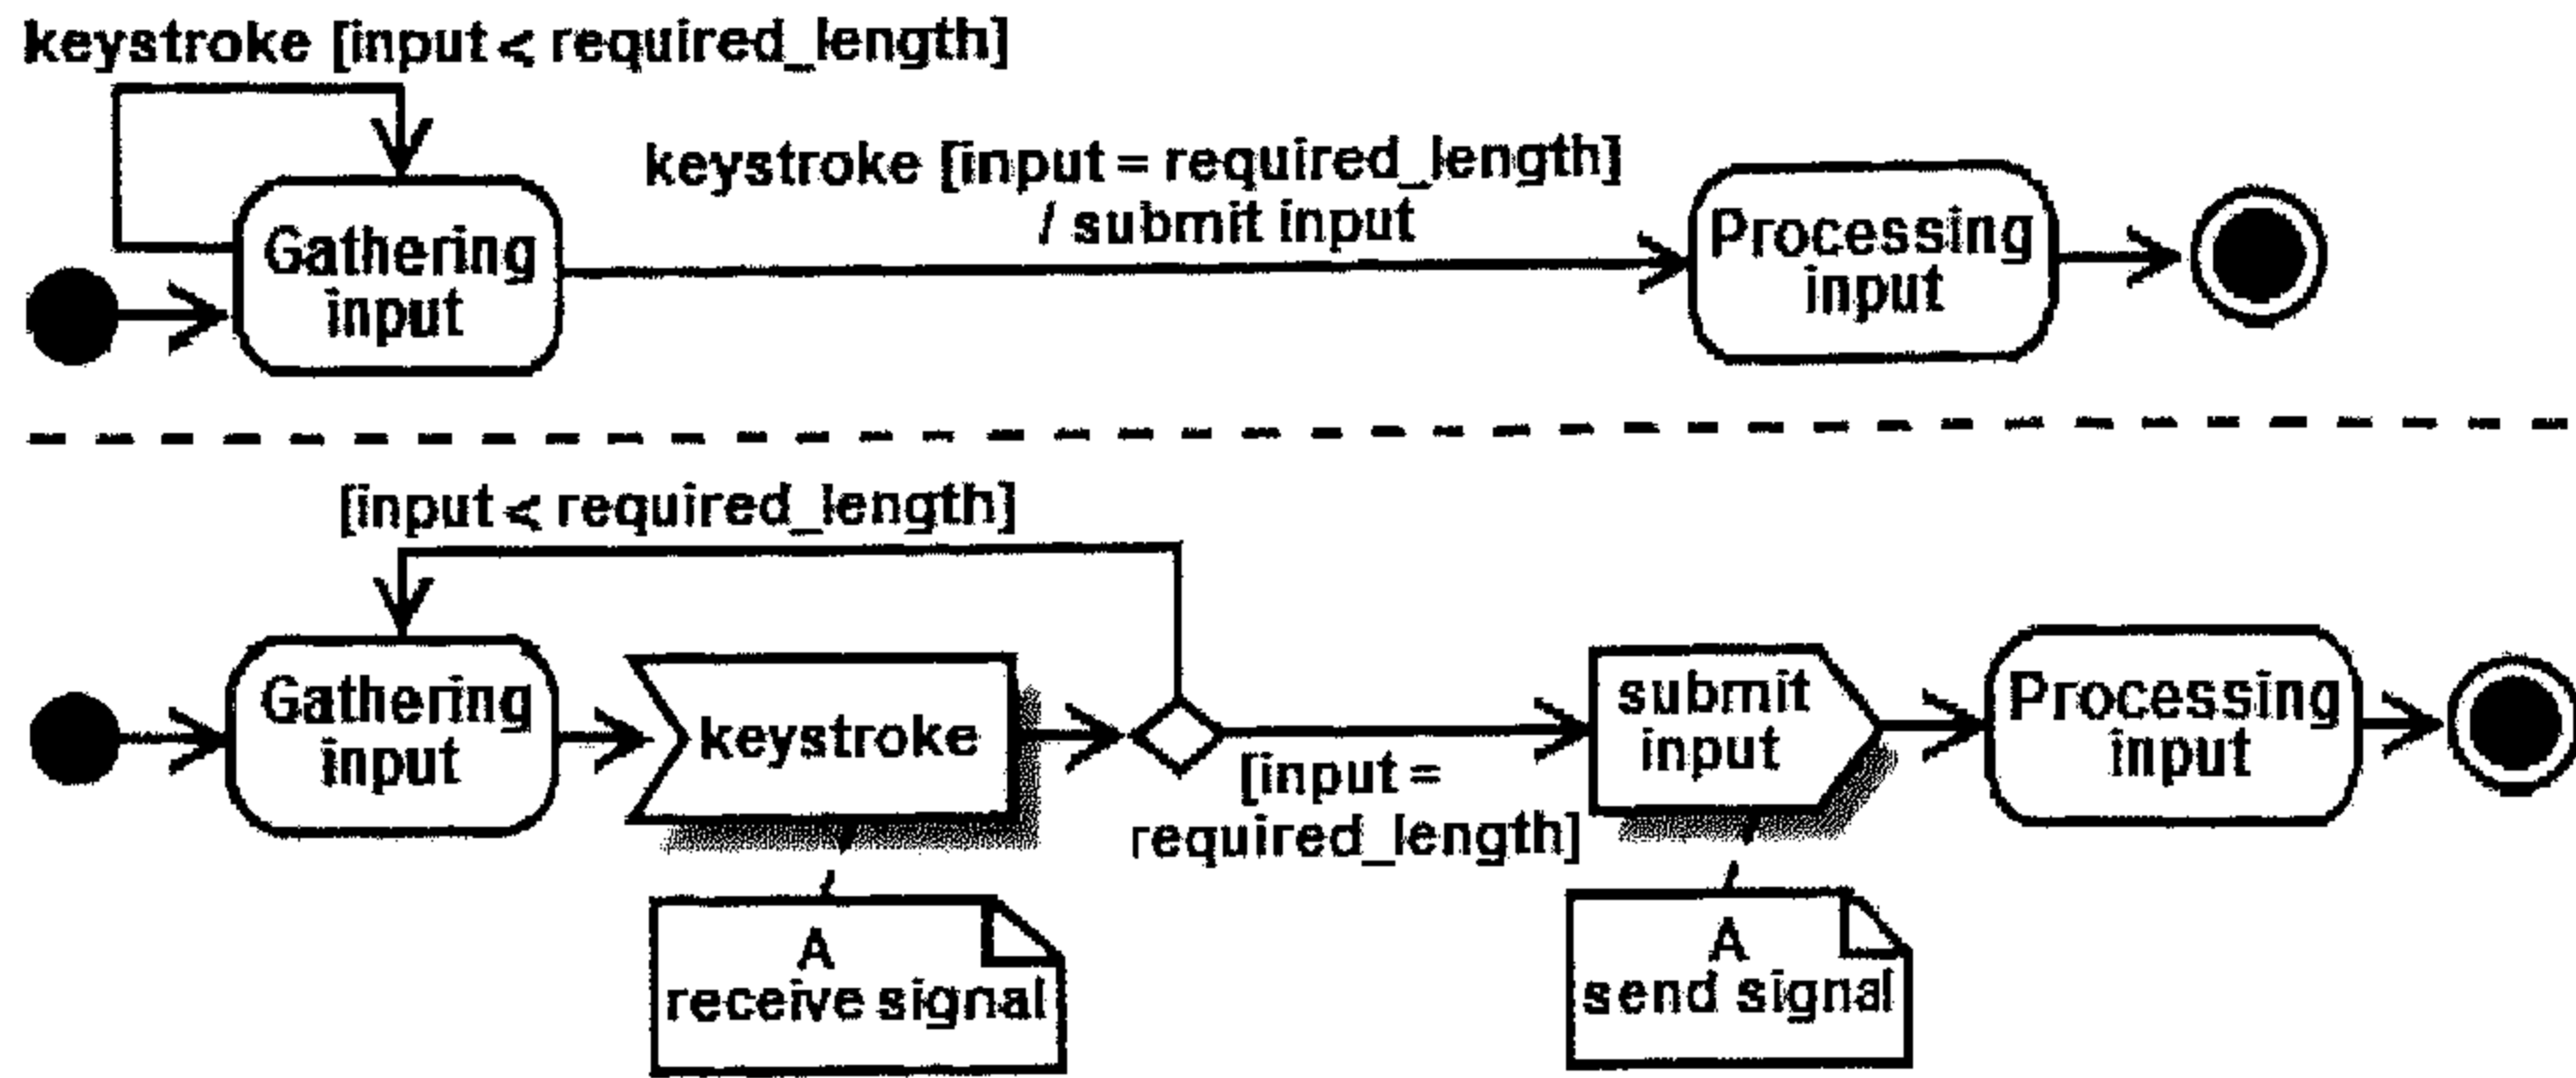 keystroke [input < required_length]
keystroke [input = required_length]
/ submit input
Gathering
input
Processing
input
[input < required_length]
Gathering
input
keystroke
[input =
required_length]
submit
input
Processing
input
A
receive signal
A
send signal